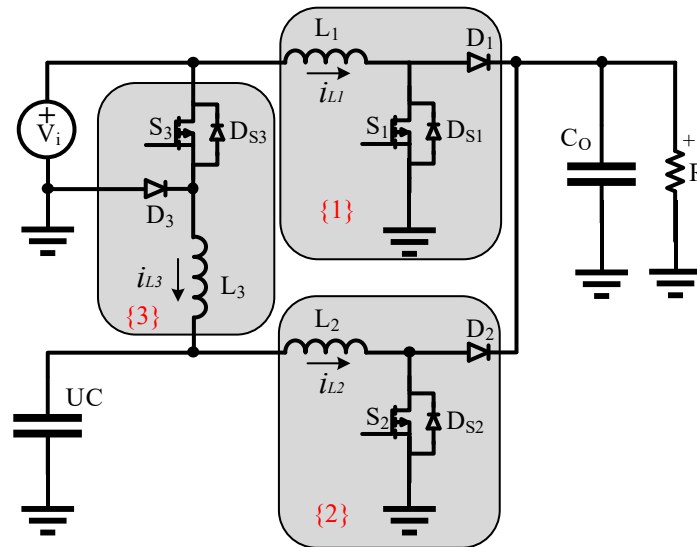 L1
D1
iL1
+
Vi
S3
DS3
S1
DS1
CO
+
R
D3
{1}
iL3
L3
{3}
L2
D2
UC
iL2
S2
DS2
{2}